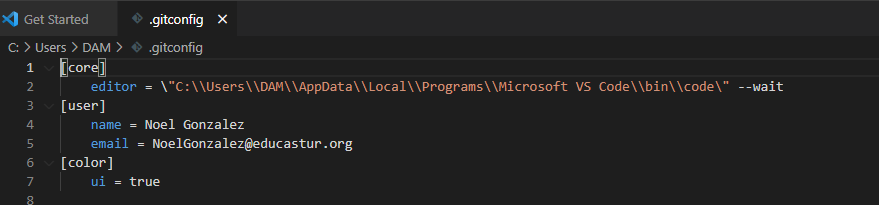 Get Started .gitconfig
C: > Users > DAM > .gitconfig
1 [core]
2 editor = \"C:\\Users\\DAM\\AppData\\Local\\Programs\\Microsoft VS Code\\bin\\code\" --wait
3 [user]
4 name = Noel Gonzalez
5 email = NoelGonzalez@educastur.org
6 [color]
7 ui = true
8